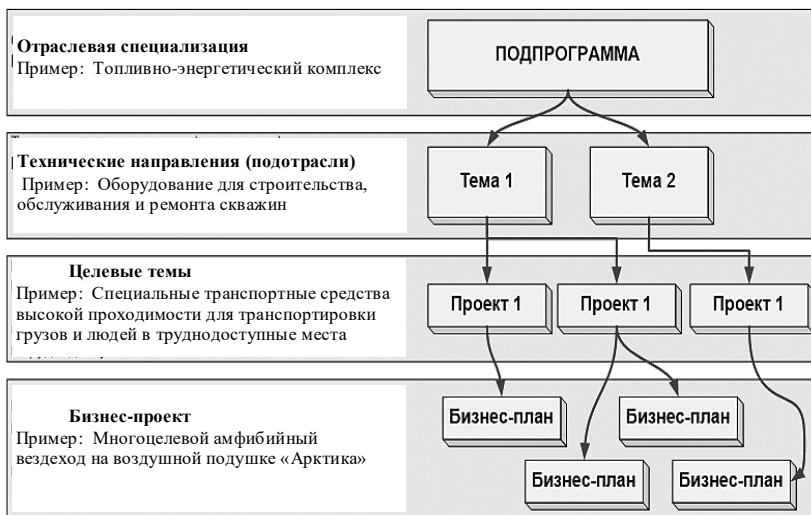 Отраслевая специализация
Пример: Топливно-энергетический комплекс
ПОДПРОГРАММА
Технические направления (подотрасли)
Пример: Оборудование для строительства,
обслуживания и ремонта скважин
Тема 1
Тема 2
Целевые темы
Пример: Специальные транспортные средства
высокой проходимости для транспортировки
грузов и людей в труднодоступные места
Проект 1
Проект 1
Проект 1
Бизнес-проект
Пример: Многоцелевой амфибийный
вездеход на воздушной подушке «Арктика»
Бизнес-план
Бизнес-план
Бизнес-план
Бизнес-план